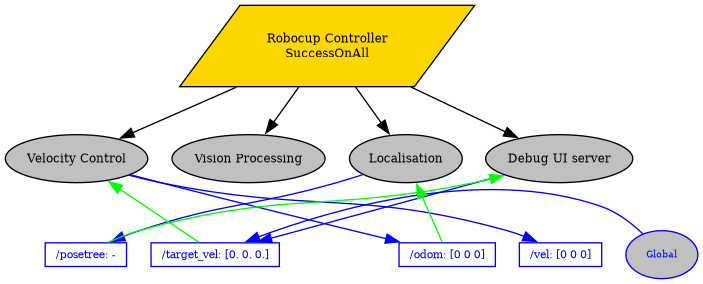 Robocup Controller
SuccessOnAll
Velocity Control
Vision Processing
Localisation
Debug UI server
/posetree: -
/target_vel: [0. 0. 0.]
/odom: [0 0 0]
/vel: [0 0 0]
Global